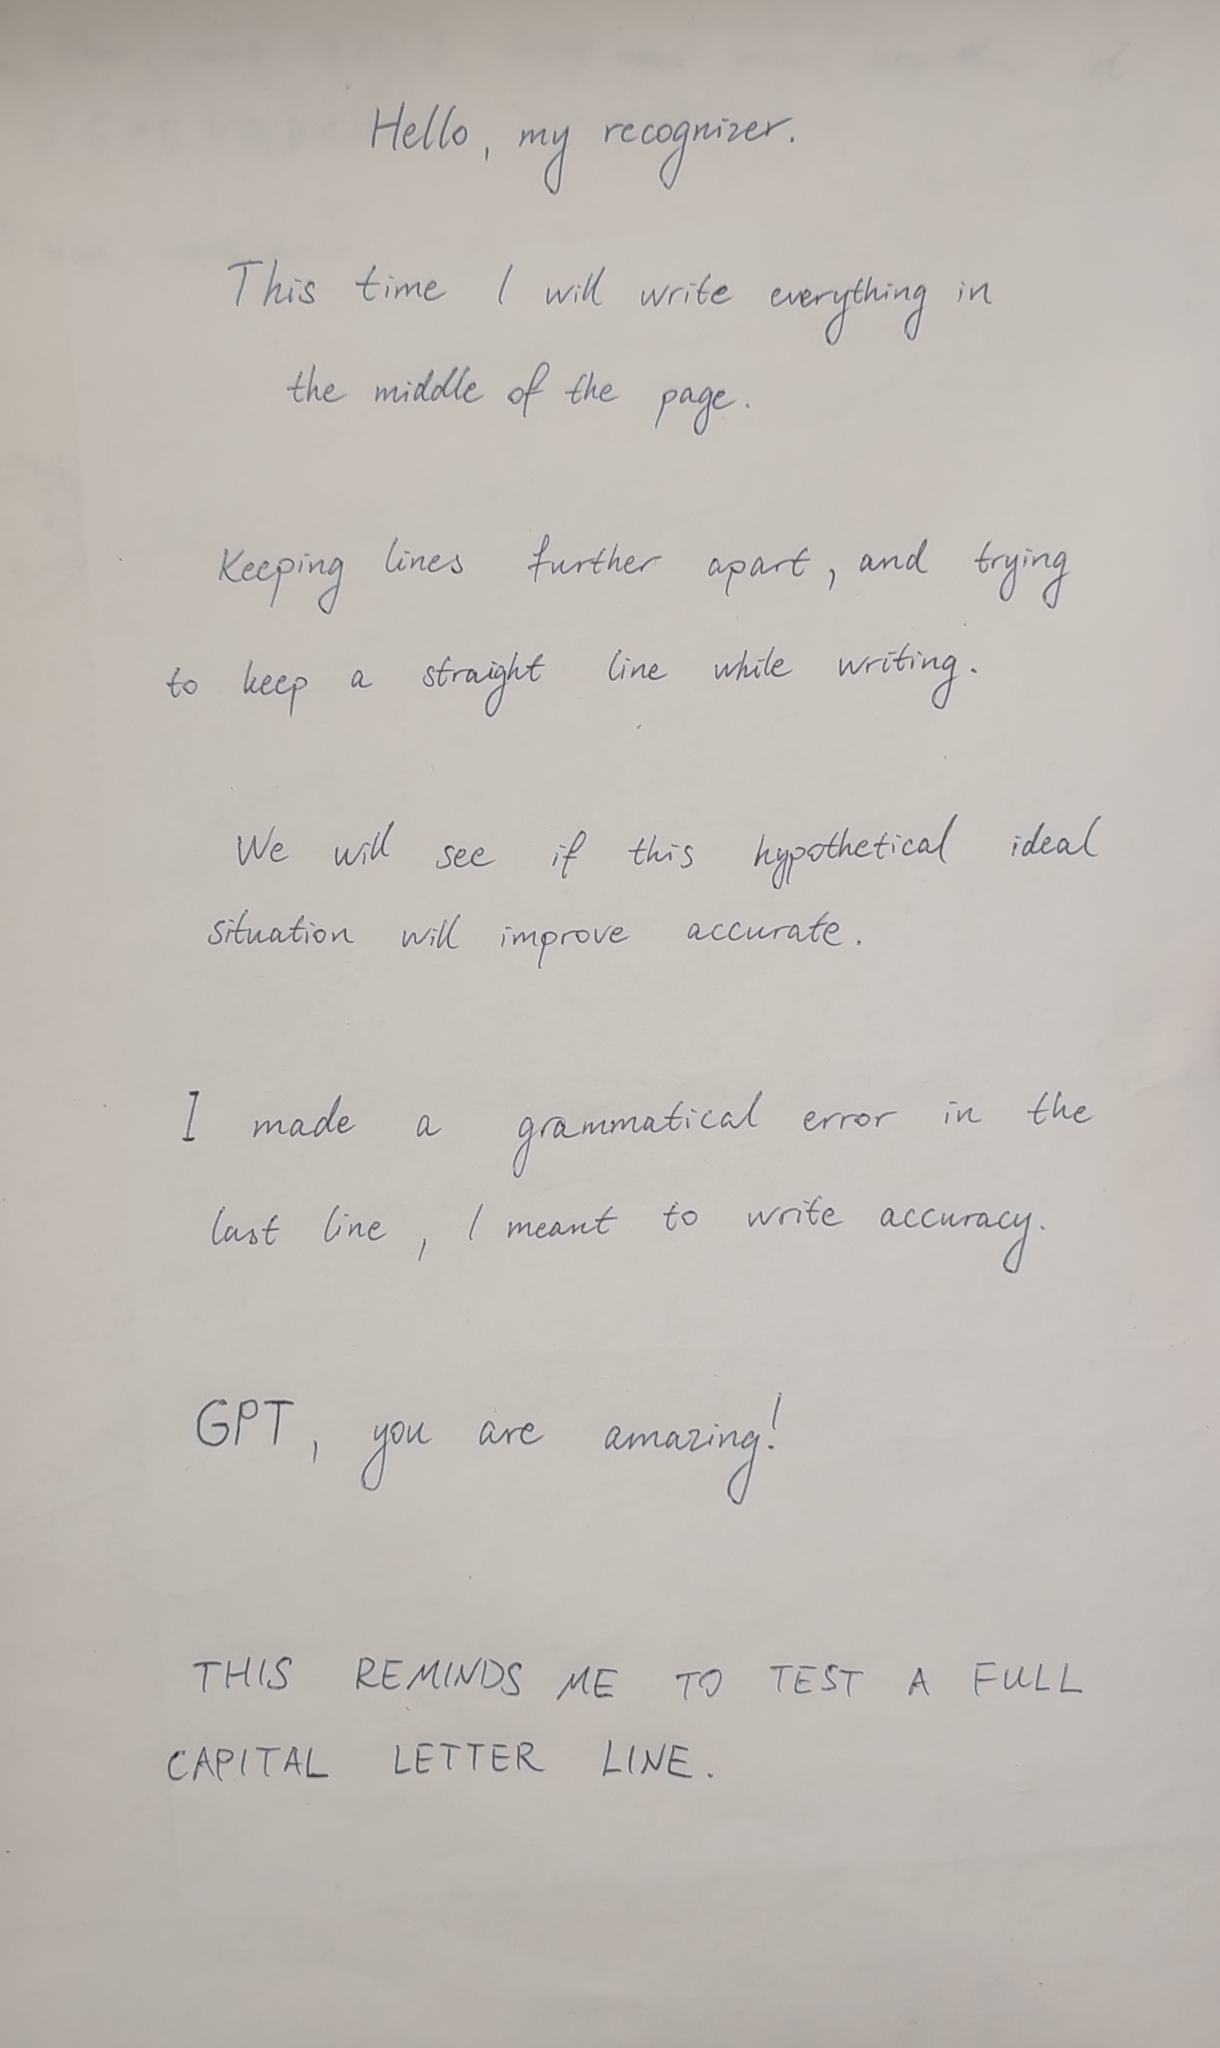 Hello, my recognizer.
This time I will write everything in
the middle of the page.
Keeping lines further apart, and trying
to keep a straight line while writing.
We will see if this hypothetical ideal
situation will improve accurate.
I made a grammatical error in the
last line, I meant to write accuracy.
GPT, you are amazing!
THIS REMINDS ME TO TEST A FULL
CAPITAL LETTER LINE.